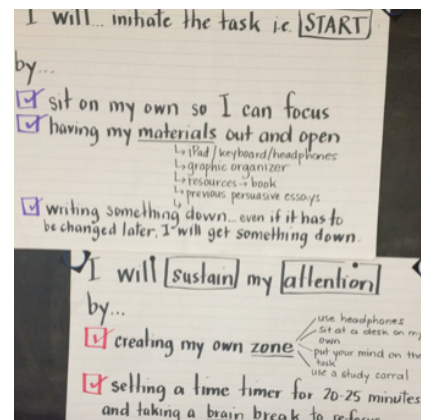 I will... initiate the task i.e. START
by...
sit on my own so I can focus
having my materials out and open
↳ iPad/keyboard/headphones
↳ graphic organizer
↳ resources → book
↳ previous persuasive essays
writing something down... even if it has to
be changed later, I will get something down.
I will sustain my attention
by...
creating my own zone
use headphones
sit at a desk on my
own
put your mind on the
task
use a study carral
setting a time timer for 20-25 minutes
and taking a brain break to refocus